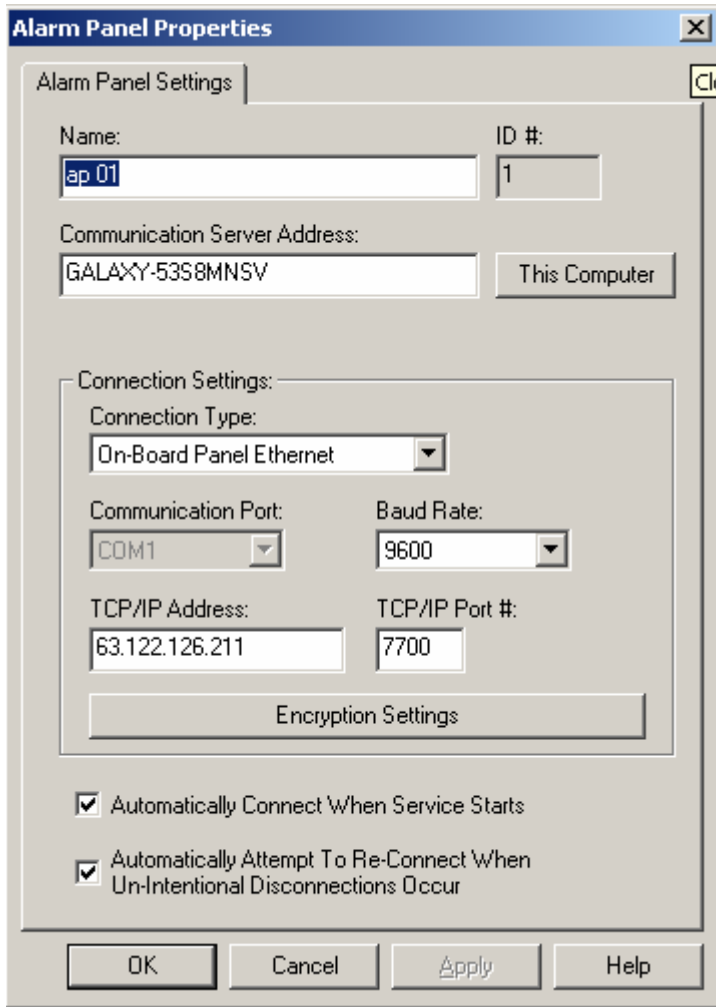 Alarm Panel Properties
Alarm Panel Settings
Name:
ID #:
ap 01
1
Communication Server Address:
GALAXY-53S8MNSV
This Computer
Connection Settings:
Connection Type:
On-Board Panel Ethernet
Communication Port:
Baud Rate:
COM1
9600
TCP/IP Address:
TCP/IP Port #:
63.122.126.211
7700
Encryption Settings
Automatically Connect When Service Starts
Automatically Attempt To Re-Connect When
Un-Intentional Disconnections Occur
OK
Cancel
Apply
Help